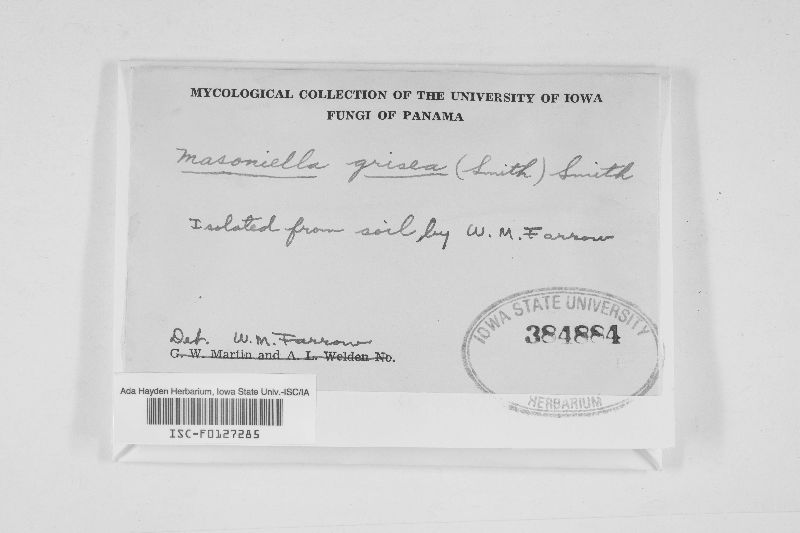 MYCOLOGICAL COLLECTION OF THE UNIVERSITY OF IOWA
FUNGI OF PANAMA
Masoniella grisea (Smith) Smith
Isolated from soil by W. M. Farrow
Det. W. M. Farrow
G. W. Martin and A. L. Welden No.
IOWA STATE UNIVERSITY
384884
HERBARIUM
Ada Hayden Herbarium, Iowa State Univ.-ISC/IA
ISC-F0127285